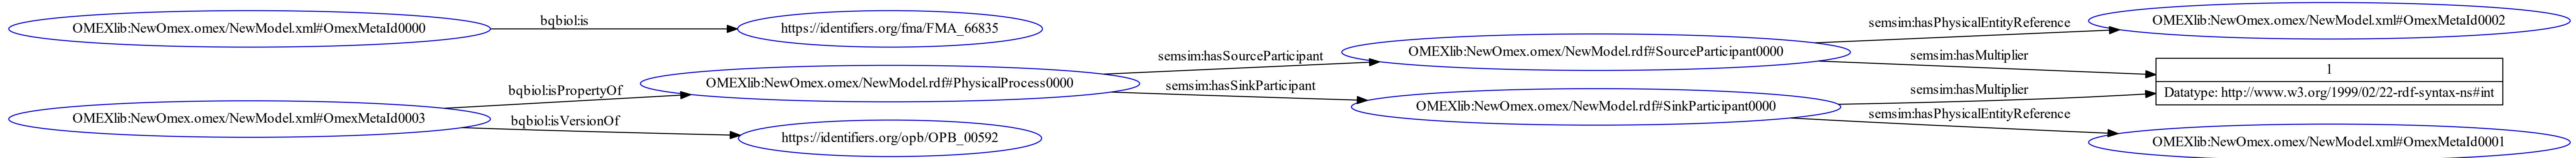 OMEXlib:NewOmex.omex/NewModel.xml#OmexMetaId0000
bqbiol:is
https://identifiers.org/fma/FMA_66835
OMEXlib:NewOmex.omex/NewModel.xml#OmexMetaId0003
bqbiol:isPropertyOf
OMEXlib:NewOmex.omex/NewModel.rdf#PhysicalProcess0000
bqbiol:isVersionOf
https://identifiers.org/opb/OPB_00592
semsim:hasSourceParticipant
OMEXlib:NewOmex.omex/NewModel.rdf#SourceParticipant0000
semsim:hasSinkParticipant
OMEXlib:NewOmex.omex/NewModel.rdf#SinkParticipant0000
semsim:hasPhysicalEntityReference
OMEXlib:NewOmex.omex/NewModel.xml#OmexMetaId0002
semsim:hasMultiplier
1
Datatype: http://www.w3.org/1999/02/22-rdf-syntax-ns#int
semsim:hasMultiplier
semsim:hasPhysicalEntityReference
OMEXlib:NewOmex.omex/NewModel.xml#OmexMetaId0001